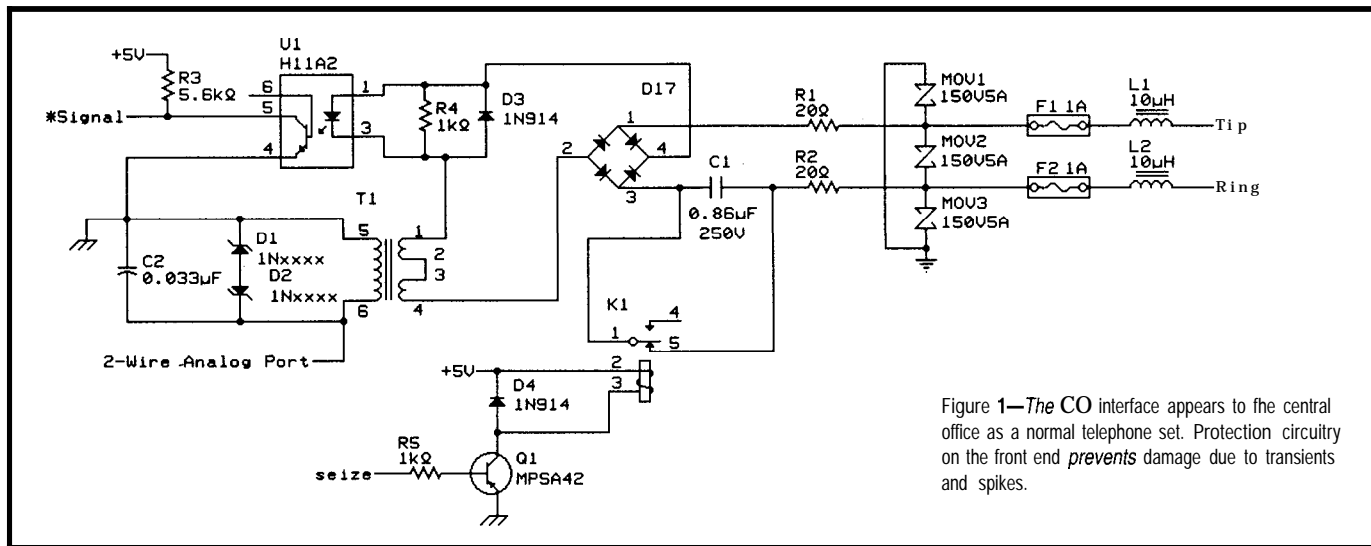 +5V
R3
5.6kΩ
*Signal
U1
H11A2
6
5
4
1
3
R4
1kΩ
D3
1N914
D17
1
2
4
3
C1
0.86µF
250V
R1
20Ω
R2
20Ω
MOV1
150V5A
MOV2
150V5A
MOV3
150V5A
F1 1A
L1
10µH
Tip
F2 1A
L2
10µH
Ring
T1
5
6
1
2
3
4
C2
0.033µF
D1
1Nxxxx
D2
1Nxxxx
2-Wire Analog Port
K1
1
4
5
2
3
+5V
D4
1N914
R5
1kΩ
seize
Q1
MPSA42
Figure 1—The CO interface appears to fhe central
office as a normal telephone set. Protection circuitry
on the front end prevents damage due to transients
and spikes.